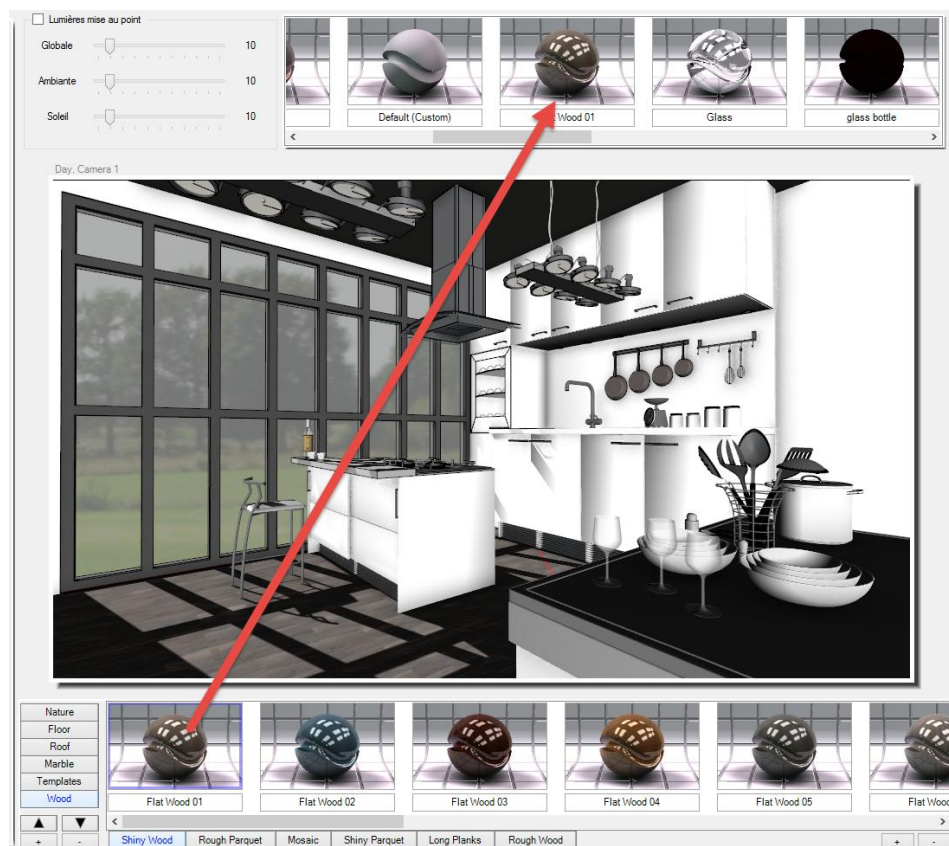 Lumières mise au point
Globale 10
Ambiante 10
Soleil 10
Default (Custom) Wood 01 Glass glass bottle
< >
Day, Camera 1
Nature
Floor
Roof
Marble
Templates
Wood
Flat Wood 01 Flat Wood 02 Flat Wood 03 Flat Wood 04 Flat Wood 05 Flat Wood
< >
+ - Shiny Wood Rough Parquet Mosaic Shiny Parquet Long Planks Rough Wood + -